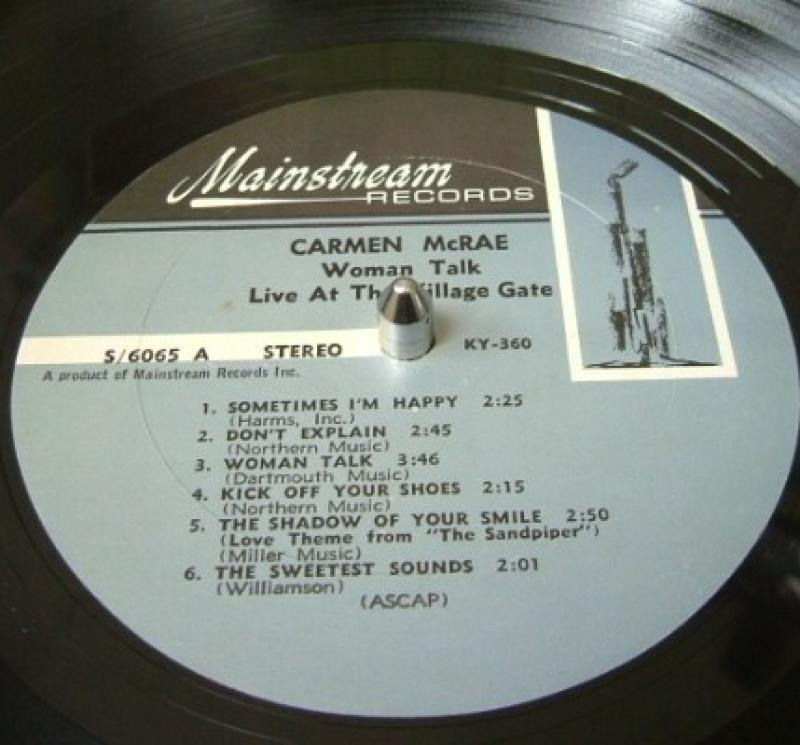 Mainstream
RECORDS
CARMEN McRAE
Woman Talk
Live At Village Gate
S/6065 A STEREO KY-360
A product of Mainstream Records Inc.
1. SOMETIMES I'M HAPPY 2:25
(Harms, Inc.)
2. DON'T EXPLAIN 2:45
(Northern Music)
3. WOMAN TALK 3:46
(Dartmouth Music)
4. KICK OFF YOUR SHOES 2:15
(Northern Music)
5. THE SHADOW OF YOUR SMILE 2:50
(Love Theme from "The Sandpiper")
(Miller Music)
6. THE SWEETEST SOUNDS 2:01
(Williamson)
(ASCAP)